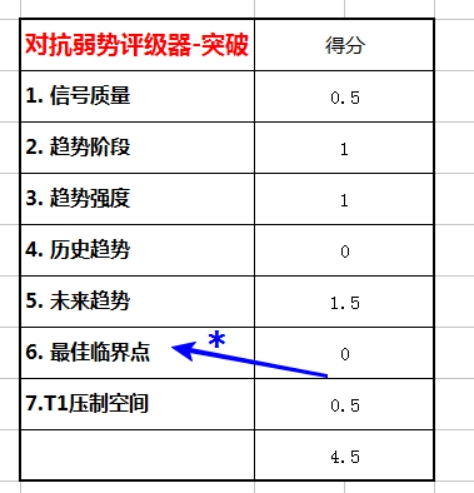 对抗弱势评级器-突破 得分
1. 信号质量 0.5
2. 趋势阶段 1
3. 趋势强度 1
4. 历史趋势 0
5. 未来趋势 1.5
6. 最佳临界点 * 0
7.T1压制空间 0.5
4.5